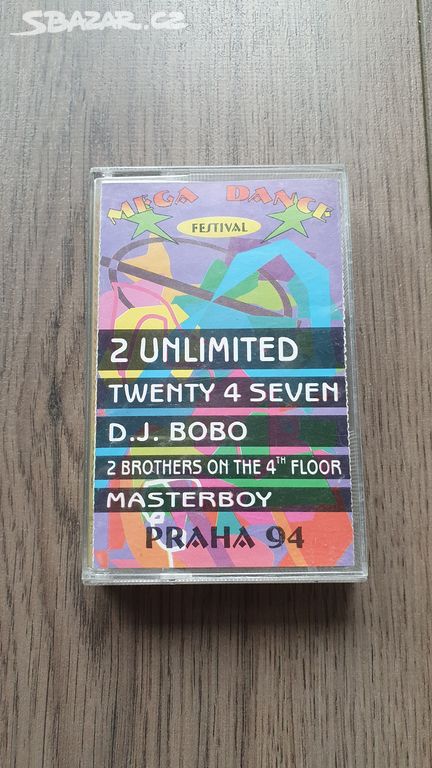 SBAZAR.CZ
MEGA DANCE
FESTIVAL
2 UNLIMITED
TWENTY 4 SEVEN
D.J. BOBO
2 BROTHERS ON THE 4TH FLOOR
MASTERBOY
PRAHA 94